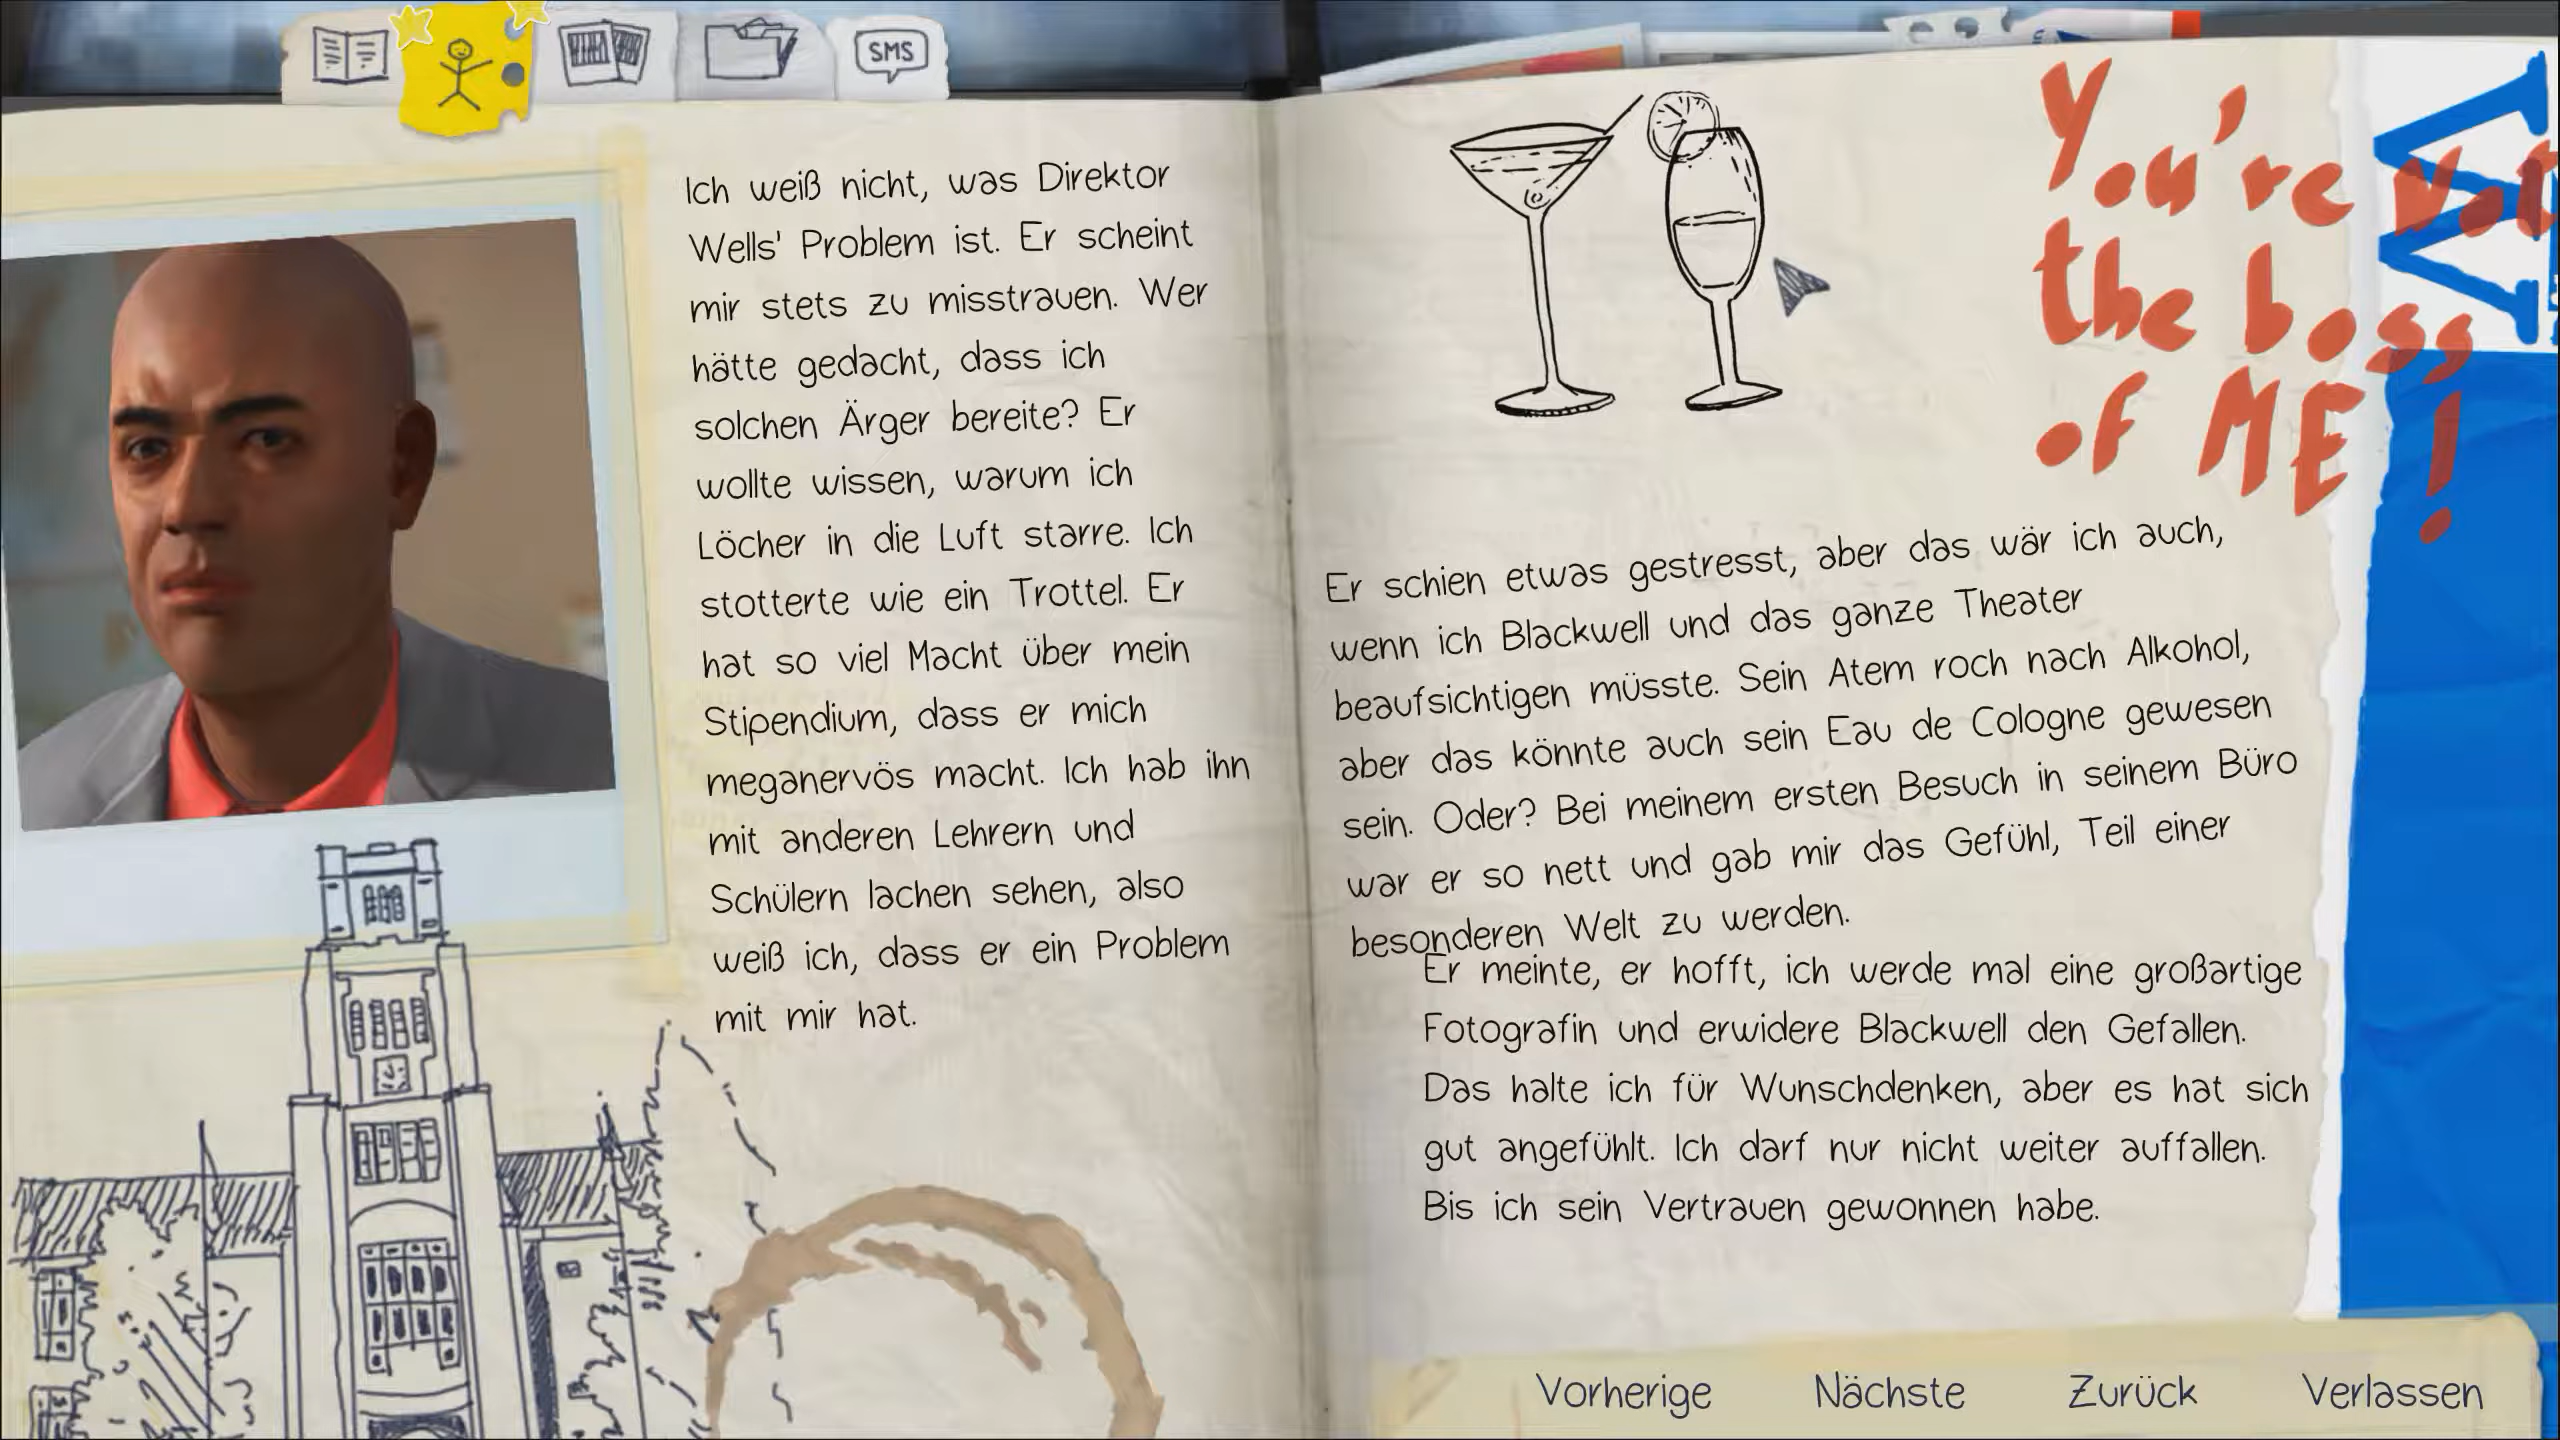 SMS
Ich weiß nicht, was Direktor
Wells' Problem ist. Er scheint
mir stets zu misstrauen. Wer
hätte gedacht, dass ich
solchen Ärger bereite? Er
wollte wissen, warum ich
Löcher in die Luft starre. Ich
stotterte wie ein Trottel. Er
hat so viel Macht über mein
Stipendium, dass er mich
meganervös macht. Ich hab ihn
mit anderen Lehrern und
Schülern lachen sehen, also
weiß ich, dass er ein Problem
mit mir hat.
You're not
the boss
of ME!
Er schien etwas gestresst, aber das wär ich auch,
wenn ich Blackwell und das ganze Theater
beaufsichtigen müsste. Sein Atem roch nach Alkohol,
aber das könnte auch sein Eau de Cologne gewesen
sein. Oder? Bei meinem ersten Besuch in seinem Büro
war er so nett und gab mir das Gefühl, Teil einer
besonderen Welt zu werden.
Er meinte, er hofft, ich werde mal eine großartige
Fotografin und erwidere Blackwell den Gefallen.
Das halte ich für Wunschdenken, aber es hat sich
gut angefühlt. Ich darf nur nicht weiter auffallen.
Bis ich sein Vertrauen gewonnen habe.
Vorherige Nächste Zurück Verlassen